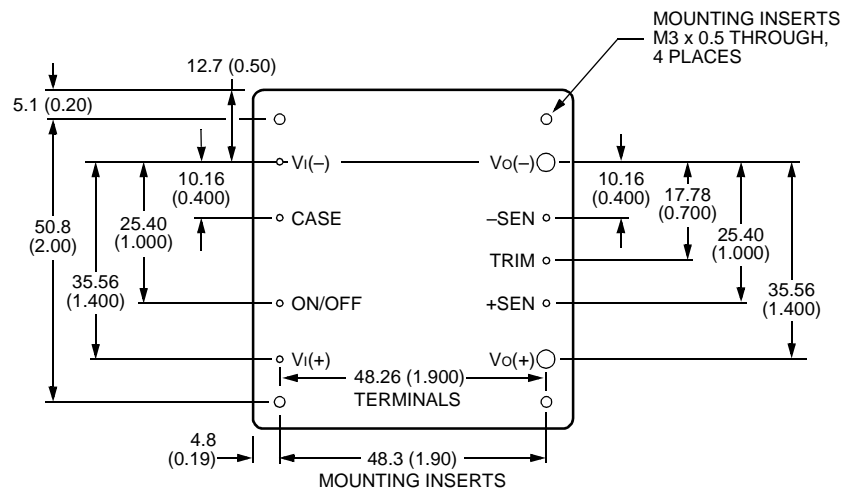 MOUNTING INSERTS
M3 x 0.5 THROUGH,
4 PLACES
12.7 (0.50)
5.1 (0.20)
VI(–)
VO(–)
10.16
(0.400)
10.16
(0.400)
17.78
(0.700)
CASE
–SEN
50.8
(2.00)
25.40
(1.000)
25.40
(1.000)
TRIM
35.56
(1.400)
35.56
(1.400)
ON/OFF
+SEN
VI(+)
VO(+)
48.26 (1.900)
TERMINALS
4.8
(0.19)
48.3 (1.90)
MOUNTING INSERTS